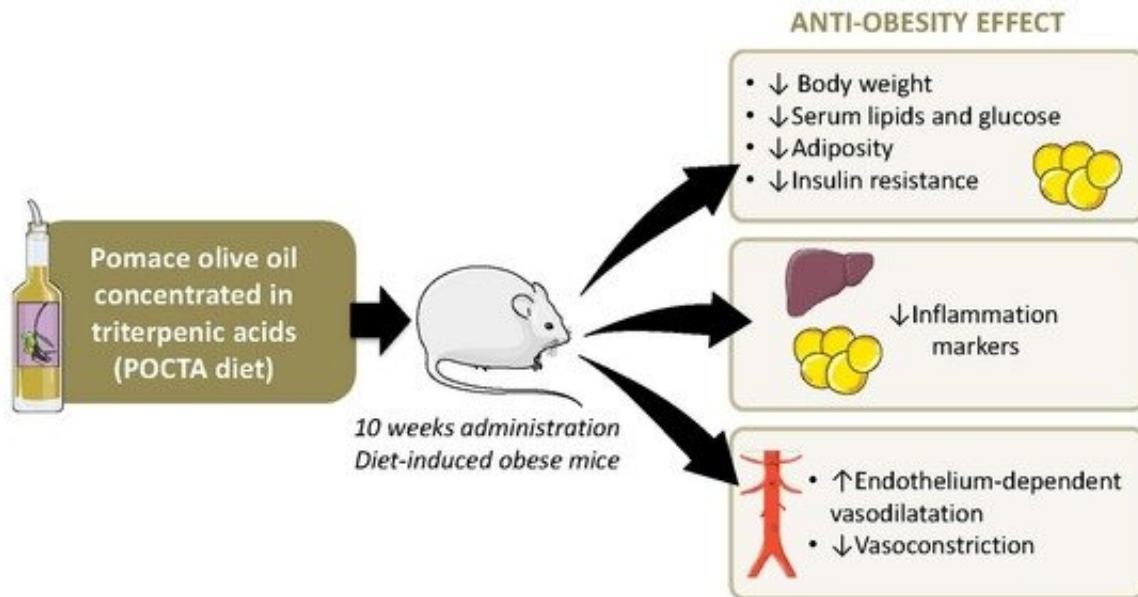 ANTI-OBESITY EFFECT
• ↓ Body weight
• ↓Serum lipids and glucose
• ↓Adiposity
• ↓Insulin resistance
Pomace olive oil
concentrated in
triterpenic acids
(POCTA diet)
10 weeks administration
Diet-induced obese mice
↓Inflammation
markers
• ↑Endothelium-dependent
vasodilatation
• ↓Vasoconstriction